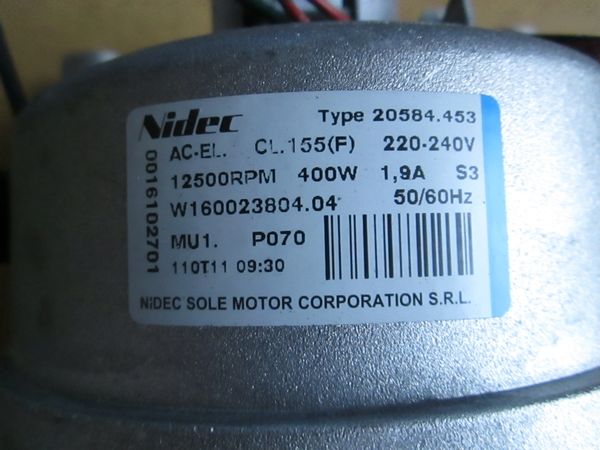 Nidec Type 20584.453
AC-EL. CL.155(F) 220-240V
12500RPM 400W 1,9A S3
W160023804.04 50/60Hz
MU1. P070
110T11 09:30
NIDEC SOLE MOTOR CORPORATION S.R.L.
0016102701